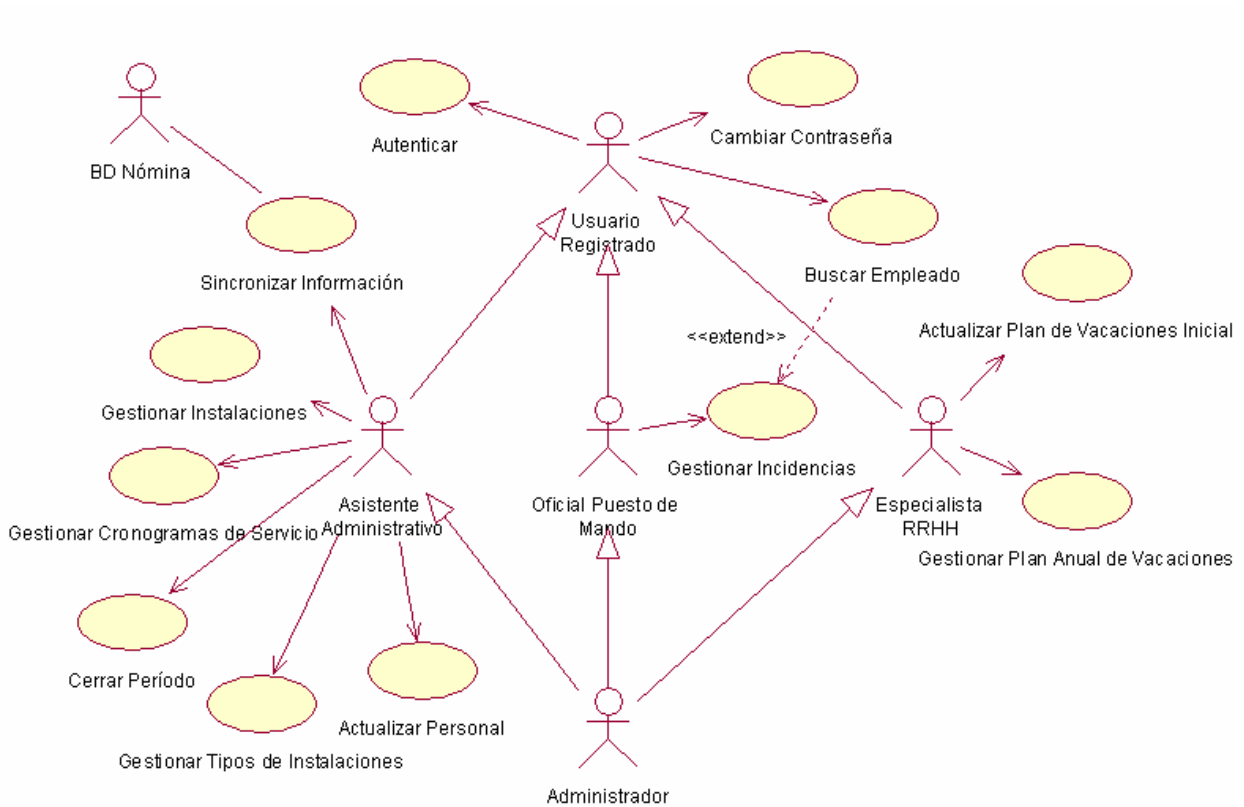 Autenticar
Cambiar Contraseña
BD Nómina
Usuario
Registrado
Buscar Empleado
Sincronizar Información
Actualizar Plan de Vacaciones Inicial
<<extend>>
Gestionar Instalaciones
Gestionar Incidencias
Asistente
Administrativo
Oficial Puesto de
Mando
Especialista
RRHH
Gestionar Cronogramas de Servicio
Gestionar Plan Anual de Vacaciones
Cerrar Período
Actualizar Personal
Gestionar Tipos de Instalaciones
Administrador